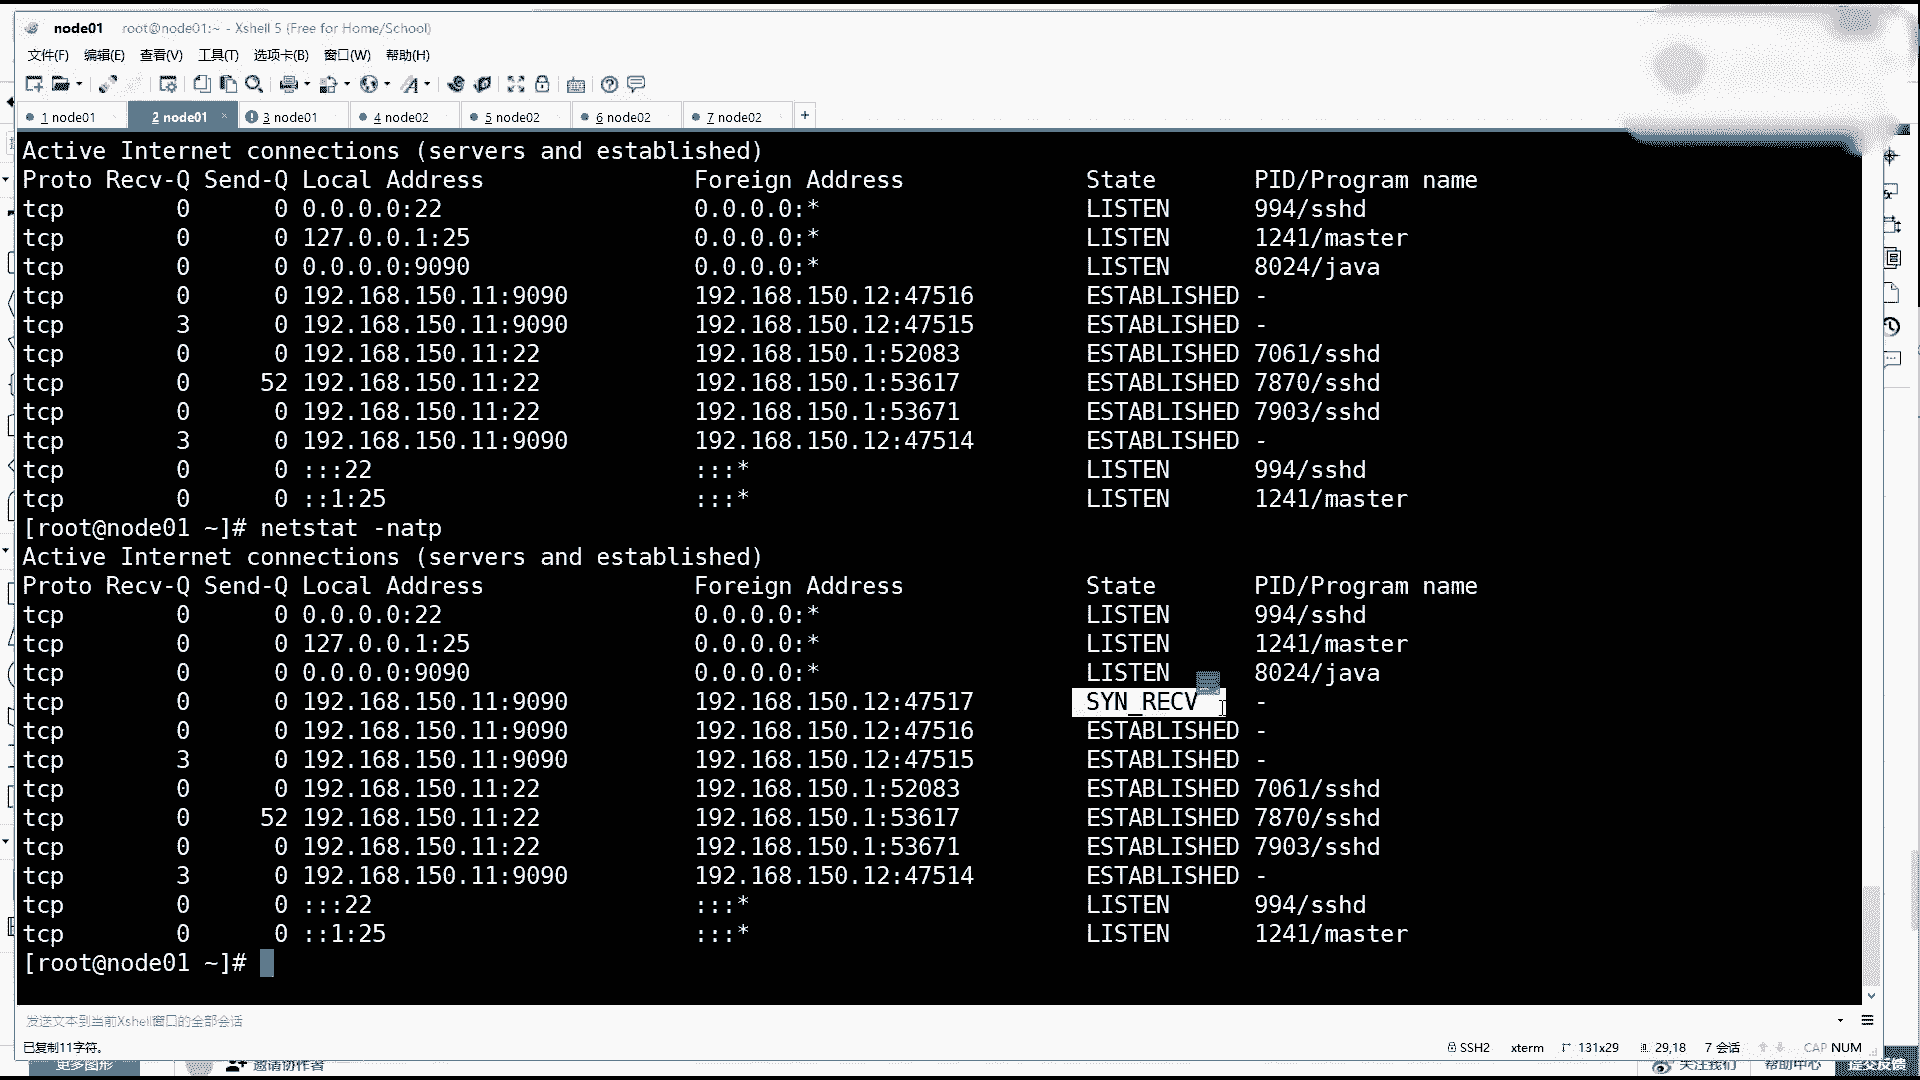 node01 root@node01:~ - Xshell 5 (Free for Home/School)
文件(F) 编辑(E) 查看(V) 工具(T) 选项卡(B) 窗口(W) 帮助(H)
1 node01 2 node01 3 node01 4 node02 5 node02 6 node02 7 node02 +
Active Internet connections (servers and established)
Proto Recv-Q Send-Q Local Address Foreign Address State PID/Program name
tcp 0 0 0.0.0.0:22 0.0.0.0:* LISTEN 994/sshd
tcp 0 0 127.0.0.1:25 0.0.0.0:* LISTEN 1241/master
tcp 0 0 0.0.0.0:9090 0.0.0.0:* LISTEN 8024/java
tcp 0 0 192.168.150.11:9090 192.168.150.12:47516 ESTABLISHED -
tcp 3 0 192.168.150.11:9090 192.168.150.12:47515 ESTABLISHED -
tcp 0 0 192.168.150.11:22 192.168.150.1:52083 ESTABLISHED 7061/sshd
tcp 0 52 192.168.150.11:22 192.168.150.1:53617 ESTABLISHED 7870/sshd
tcp 0 0 192.168.150.11:22 192.168.150.1:53671 ESTABLISHED 7903/sshd
tcp 3 0 192.168.150.11:9090 192.168.150.12:47514 ESTABLISHED -
tcp 0 0 :::22 :::* LISTEN 994/sshd
tcp 0 0 ::1:25 :::* LISTEN 1241/master
[root@node01 ~]# netstat -natp
Active Internet connections (servers and established)
Proto Recv-Q Send-Q Local Address Foreign Address State PID/Program name
tcp 0 0 0.0.0.0:22 0.0.0.0:* LISTEN 994/sshd
tcp 0 0 127.0.0.1:25 0.0.0.0:* LISTEN 1241/master
tcp 0 0 0.0.0.0:9090 0.0.0.0:* LISTEN 8024/java
tcp 0 0 192.168.150.11:9090 192.168.150.12:47517 SYN_RECV -
tcp 0 0 192.168.150.11:9090 192.168.150.12:47516 ESTABLISHED -
tcp 3 0 192.168.150.11:9090 192.168.150.12:47515 ESTABLISHED -
tcp 0 0 192.168.150.11:22 192.168.150.1:52083 ESTABLISHED 7061/sshd
tcp 0 52 192.168.150.11:22 192.168.150.1:53617 ESTABLISHED 7870/sshd
tcp 0 0 192.168.150.11:22 192.168.150.1:53671 ESTABLISHED 7903/sshd
tcp 3 0 192.168.150.11:9090 192.168.150.12:47514 ESTABLISHED -
tcp 0 0 :::22 :::* LISTEN 994/sshd
tcp 0 0 ::1:25 :::* LISTEN 1241/master
[root@node01 ~]#
发送文本到当前Xshell窗口的全部会话
已复制11字符。 SSH2 xterm 131x29 29,18 7 会话 CAP NUM
更多图形 邀请协作者 关注我们 帮助中心 提交反馈